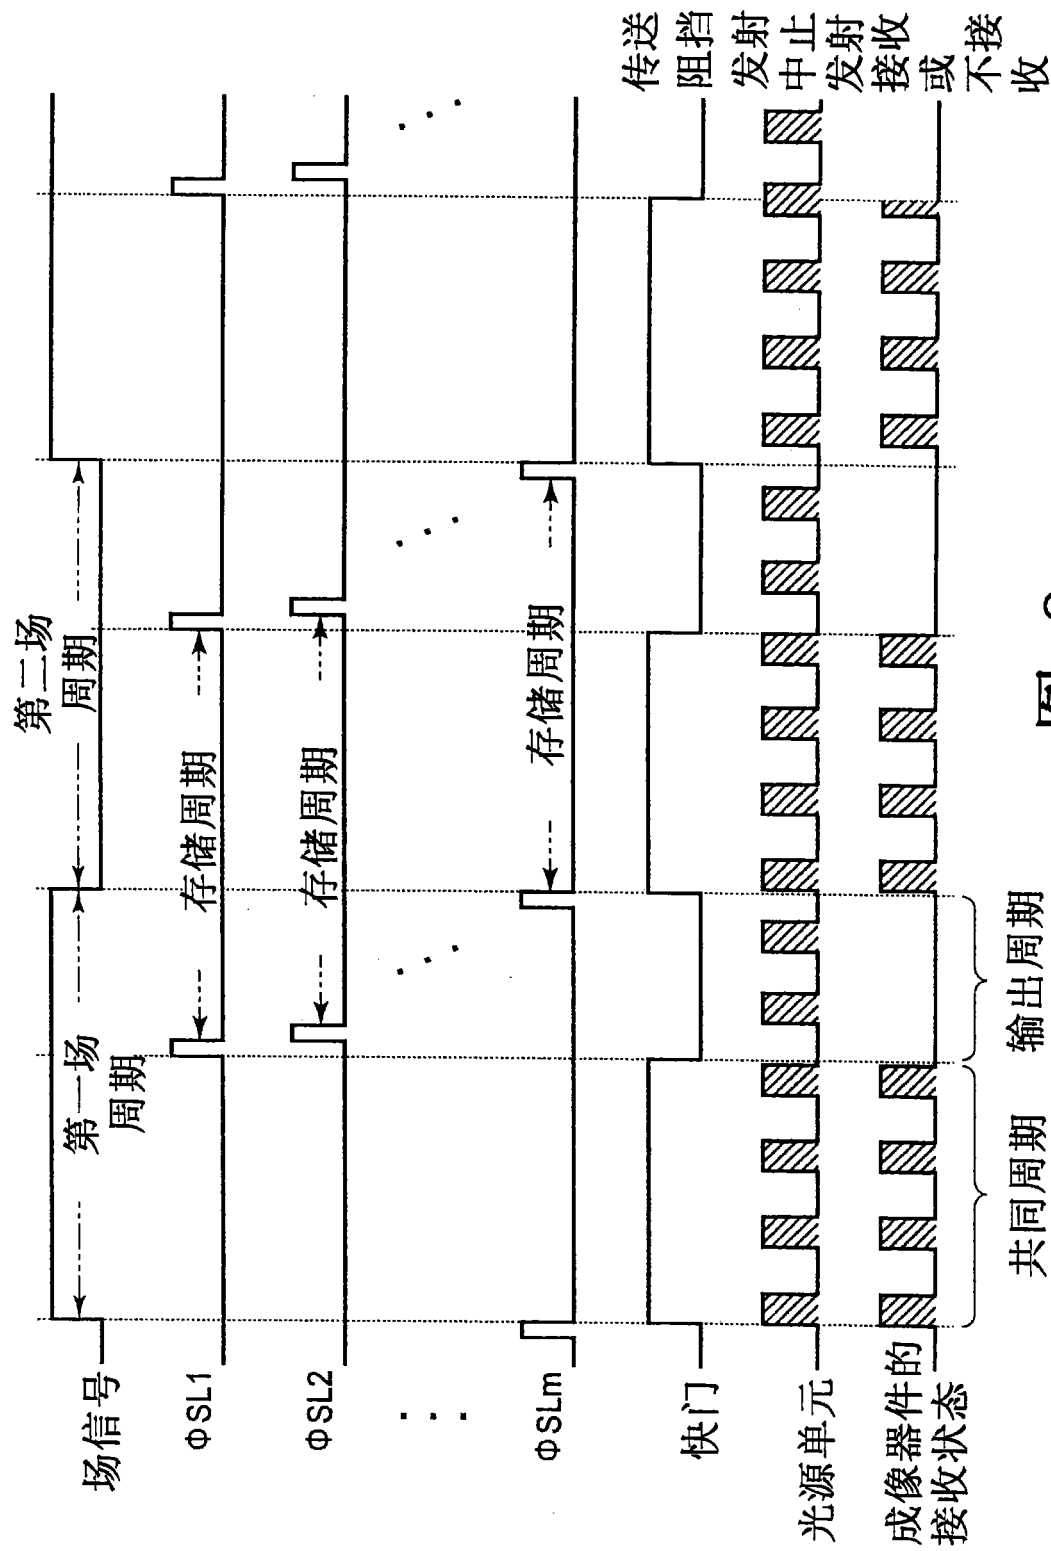 第一场
周期
第二场
周期
场信号
ΦSL1
存储周期
ΦSL2
存储周期
ΦSLm
存储周期
快门
传送
阻挡
光源单元
发射
中止
发射
成像器件的
接收状态
接收
或
不接
收
共同周期
输出周期
图